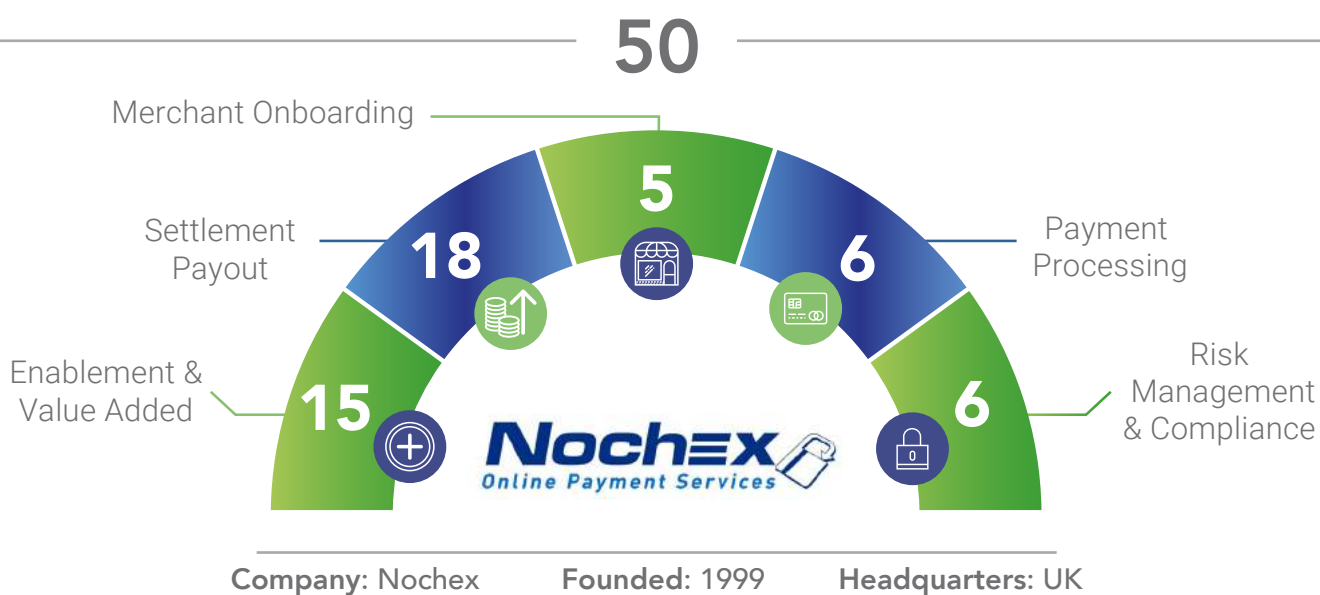 50
Merchant Onboarding
5
Settlement
Payout
18
6
Payment
Processing
Enablement &
Value Added
15
6
Risk
Management
& Compliance
0
Nochex
Online Payment Services
Company: Nochex Founded: 1999 Headquarters: UK